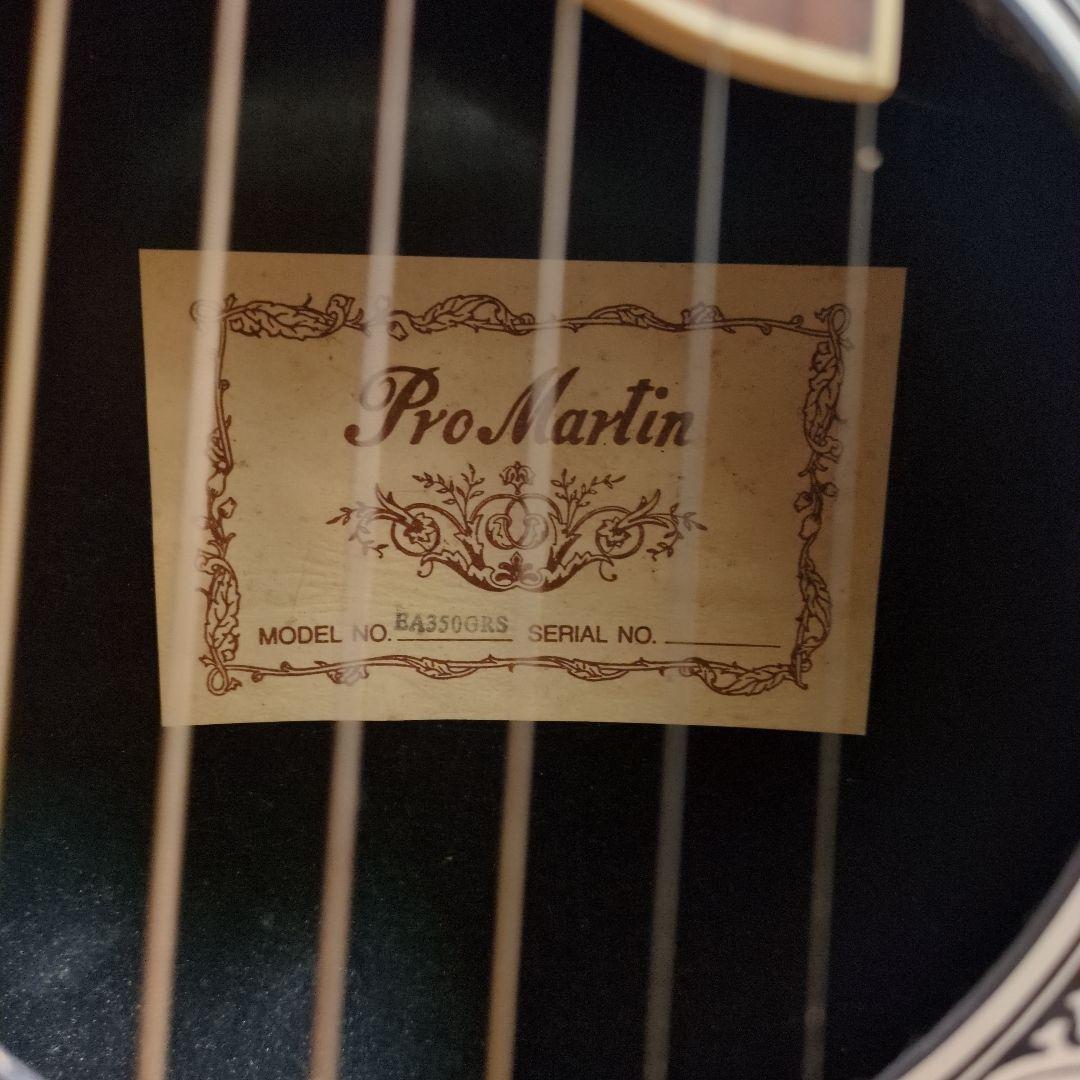 Pro Martin
MODEL NO. EA350GRS SERIAL NO.